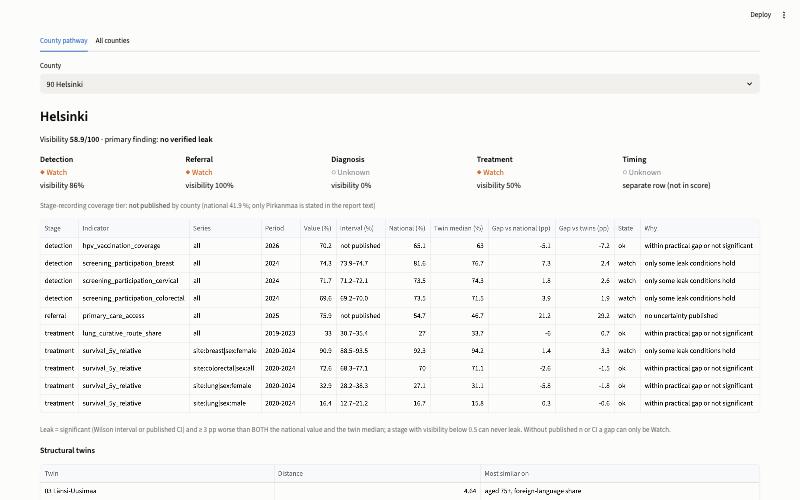 Deploy
County pathway All counties
County
90 Helsinki
Helsinki
Visibility 58.9/100 · primary finding: no verified leak
Detection Referral Diagnosis Treatment Timing
Watch Watch Unknown Watch Unknown
visibility 86% visibility 100% visibility 0% visibility 50% separate row (not in score)
Stage-recording coverage tier: not published by county (national 41.9 %; only Pirkanmaa is stated in the report text)
Stage Indicator Series Period Value (%) Interval (%) National (%) Twin median (%) Gap vs national (pp) Gap vs twins (pp) State Why
detection hpv_vaccination_coverage all 2026 70.2 not published 65.1 63 -5.1 -7.2 ok within practical gap or not significant
detection screening_participation_breast all 2024 74.3 73.9–74.7 81.6 76.7 7.3 2.4 watch only some leak conditions hold
detection screening_participation_cervical all 2024 71.7 71.2–72.1 73.5 74.3 1.8 2.6 watch only some leak conditions hold
detection screening_participation_colorectal all 2024 69.6 69.2–70.0 73.5 71.5 3.9 1.9 watch only some leak conditions hold
referral primary_care_access all 2025 75.9 not published 54.7 46.7 21.2 29.2 watch no uncertainty published
treatment lung_curative_route_share all 2019-2023 33 30.7–35.4 27 33.7 -6 0.7 ok within practical gap or not significant
treatment survival_5y_relative site:breast|sex:female 2020-2024 90.9 88.5–93.5 92.3 94.2 1.4 3.3 watch only some leak conditions hold
treatment survival_5y_relative site:colorectal|sex:all 2020-2024 72.6 68.3–77.1 70 71.1 -2.6 -1.5 ok within practical gap or not significant
treatment survival_5y_relative site:lung|sex:female 2020-2024 32.9 28.2–38.3 27.1 31.1 -5.8 -1.8 ok within practical gap or not significant
treatment survival_5y_relative site:lung|sex:male 2020-2024 16.4 12.7–21.2 16.7 15.8 0.3 -0.6 ok within practical gap or not significant
Leak = significant (Wilson interval or published CI) and ≥ 3 pp worse than BOTH the national value and the twin median; a stage with visibility below 0.5 can never leak. Without published n or CI a gap can only be Watch.
Structural twins
Twin Distance Most similar on
Länsi-Uusimaa 4.64 aged 75+, foreign-language share